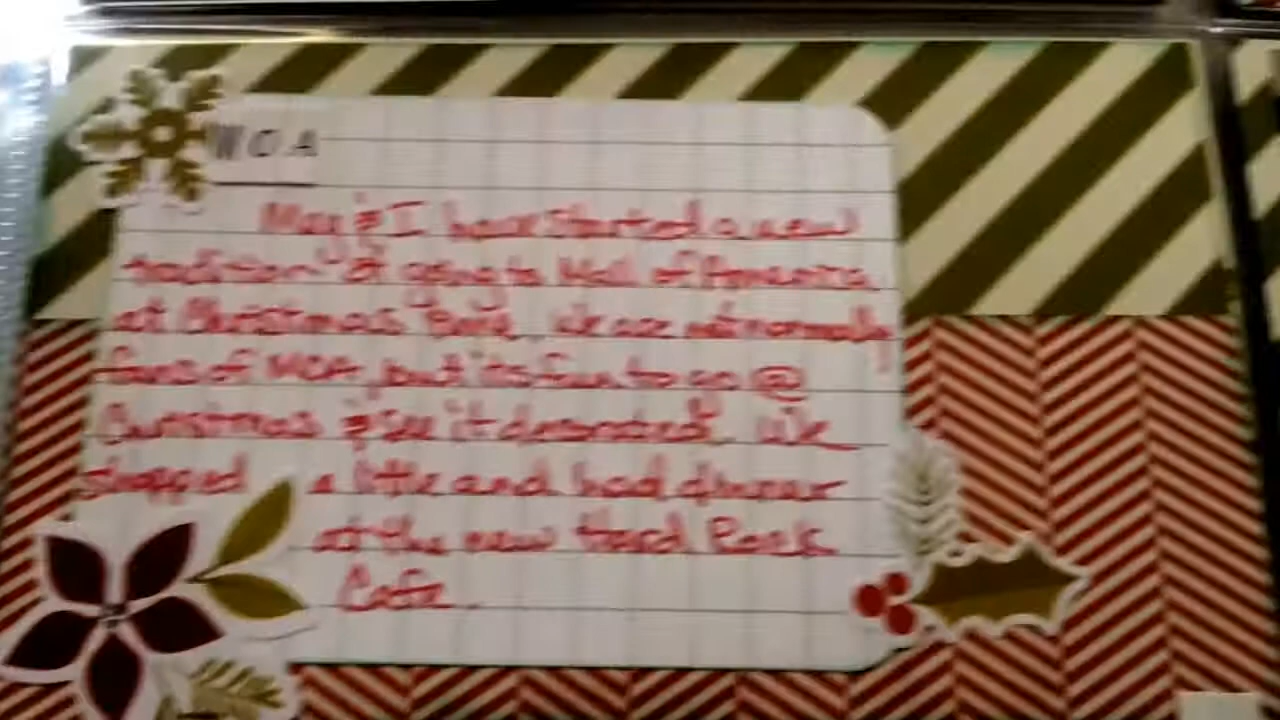 MOA
May & I have started a new
tradition of going to Mall of America
at Christmas time. We are not normally
fans of MOA, but its fun to go @
Christmas & see it decorated. We
shopped a little and had dinner
at the new Hard Rock
Cafe.